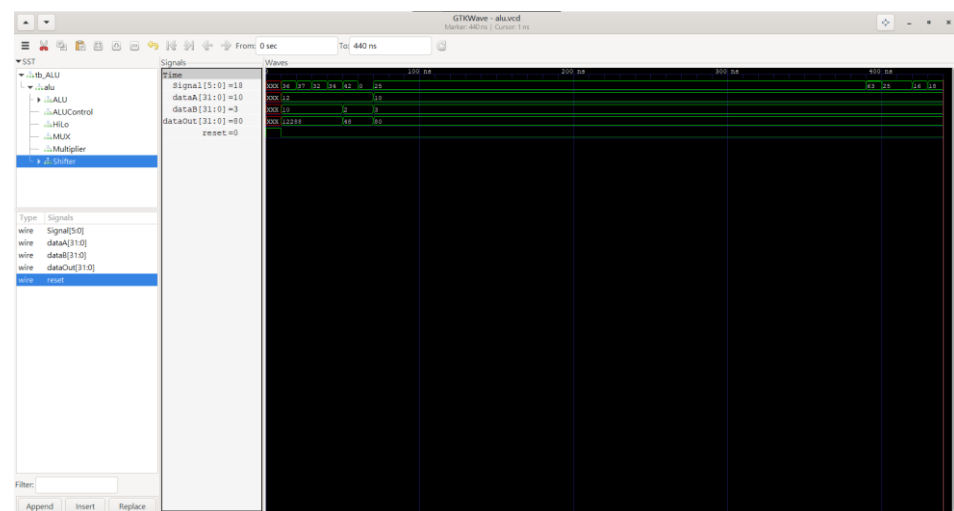 GTKWave - alu.vcd
Marker: 440 ns | Cursor: 1 ns
From: 0 sec To: 440 ns
▾SST
tb_ALU
alu
ALU
ALUControl
HiLo
MUX
Multiplier
Shifter
Type Signals
wire Signal[5:0]
wire dataA[31:0]
wire dataB[31:0]
wire dataOut[31:0]
wire reset
Filter:
Append Insert Replace
Signals
Time
Signal[5:0]=18
dataA[31:0]=10
dataB[31:0]=3
dataOut[31:0]=80
reset=0
Waves
100 ns 200 ns 300 ns 400 ns
XXX 36 37 32 34 42 0 25 63 25 16 18
XXX 12 10
XXX 10 2 3
XXX 12288 48 80